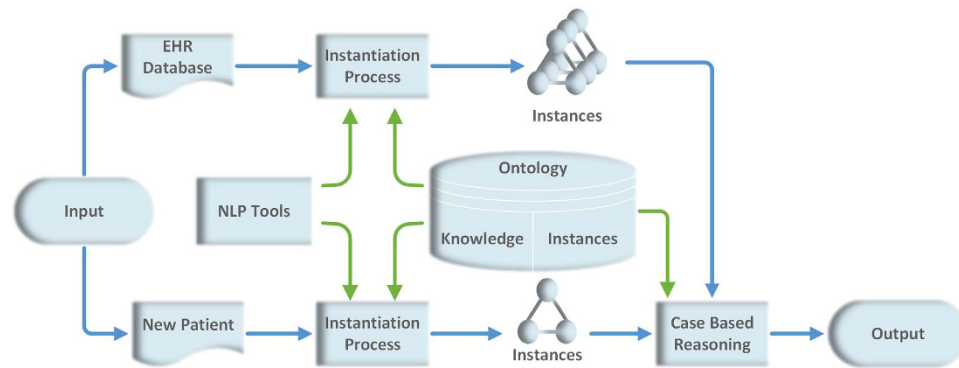 EHR
Database
Instantiation
Process
Instances
Input
NLP Tools
Ontology
Knowledge
Instances
New Patient
Instantiation
Process
Instances
Case Based
Reasoning
Output